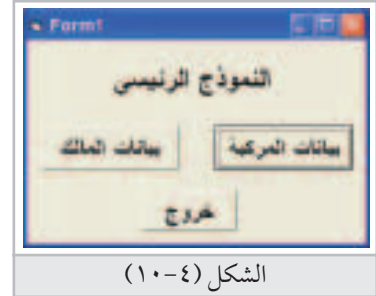 Form1
النموذج الرئيسي
بيانات المركبة
بيانات المالك
خروج
الشكل (٤-١٠)